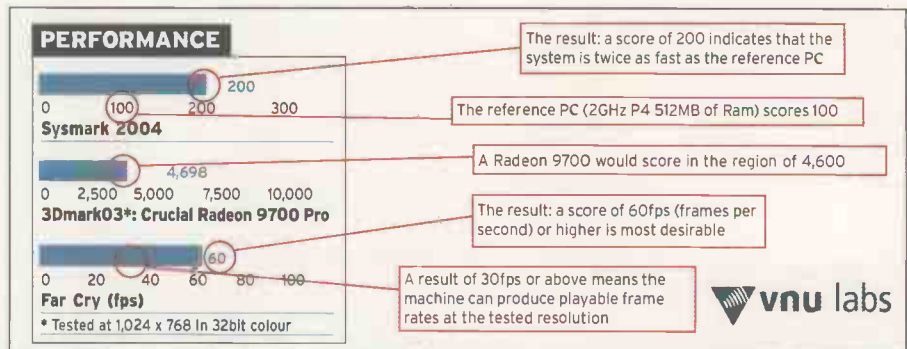 PERFORMANCE
200
0 100 200 300
Sysmark 2004
4,698
0 2,500 5,000 7,500 10,000
3Dmark03*: Crucial Radeon 9700 Pro
60
0 20 40 60 80 100
Far Cry (fps)
* Tested at 1,024 x 768 In 32bit colour
The result: a score of 200 indicates that the
system is twice as fast as the reference PC
The reference PC (2GHz P4 512MB of Ram) scores 100
A Radeon 9700 would score in the region of 4,600
The result: a score of 60fps (frames per
second) or higher is most desirable
A result of 30fps or above means the
machine can produce playable frame
rates at the tested resolution
vnu labs